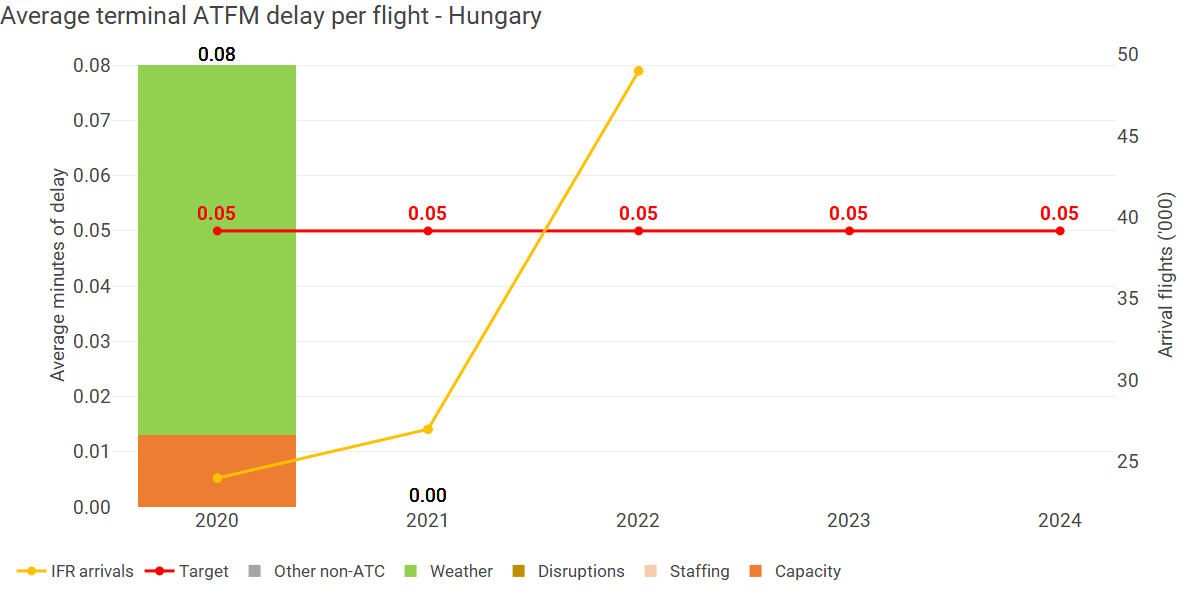 Average terminal ATFM delay per flight - Hungary
0.08
0.08
50
0.07
45
0.06
0.05
0.05
0.05
0.05
0.05
40
0.05
0.04
35
0.03
30
0.02
0.01
25
0.00
0.00
Average minutes of delay
Arrival flights ('000)
2020
2021
2022
2023
2024
IFR arrivals
Target
Other non-ATC
Weather
Disruptions
Staffing
Capacity